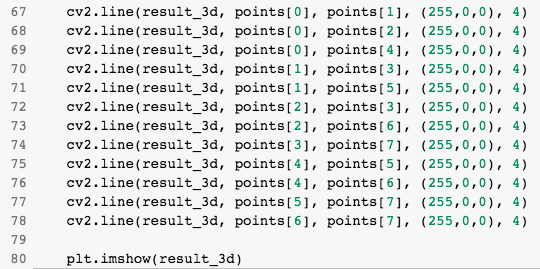 67 cv2.line(result_3d, points[0], points[1], (255,0,0), 4)
68 cv2.line(result_3d, points[0], points[2], (255,0,0), 4)
69 cv2.line(result_3d, points[0], points[4], (255,0,0), 4)
70 cv2.line(result_3d, points[1], points[3], (255,0,0), 4)
71 cv2.line(result_3d, points[1], points[5], (255,0,0), 4)
72 cv2.line(result_3d, points[2], points[3], (255,0,0), 4)
73 cv2.line(result_3d, points[2], points[6], (255,0,0), 4)
74 cv2.line(result_3d, points[3], points[7], (255,0,0), 4)
75 cv2.line(result_3d, points[4], points[5], (255,0,0), 4)
76 cv2.line(result_3d, points[4], points[6], (255,0,0), 4)
77 cv2.line(result_3d, points[5], points[7], (255,0,0), 4)
78 cv2.line(result_3d, points[6], points[7], (255,0,0), 4)
79
80 plt.imshow(result_3d)